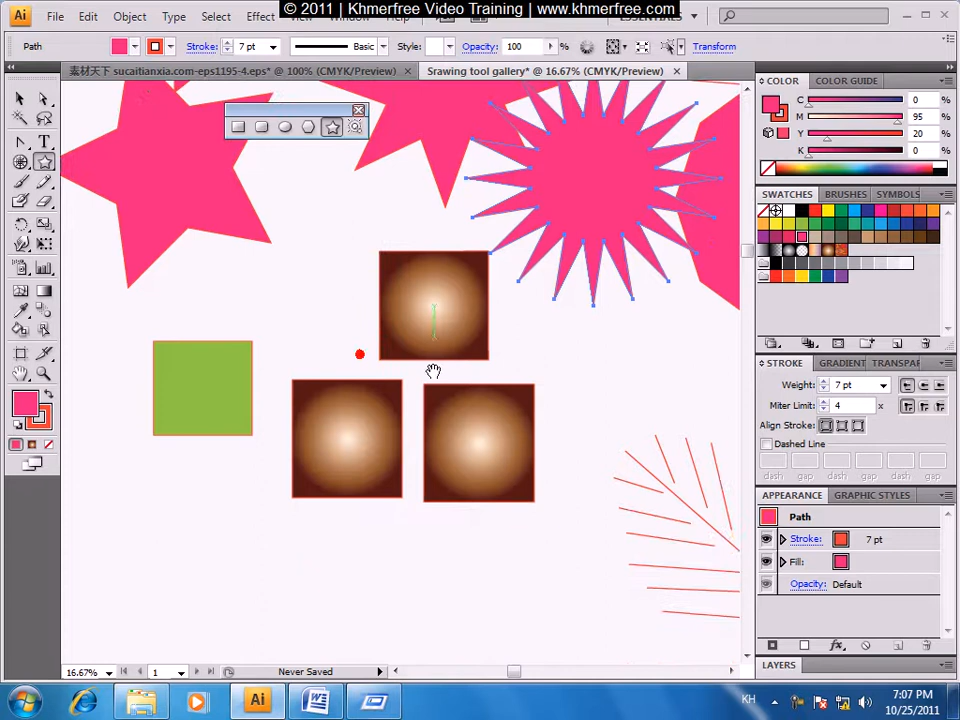 © 2011 | Khmerfree Video Training | www.khmerfree.com
Ai File Edit Object Type Select Effect Window
Path Stroke: 7 pt Basic Style: Opacity: 100 % Transform
素材天下 sucaitianxia.com-eps1195-4.eps* @ 100% (CMYK/Preview) Srawing tool gallery* @ 16.67% (CMYK/Preview)
COLOR COLOR GUIDE
C 0 %
M 95 %
Y 20 %
K 0 %
SWATCHES BRUSHES SYMBOLS
STROKE GRADIENT TRANSPAR
Weight: 7 pt
Miter Limit: 4 x
Align Stroke:
Dashed Line
dash gap dash gap dash gap
APPEARANCE GRAPHIC STYLES
Path
Stroke: 7 pt
Fill:
Opacity: Default
LAYERS
16.67% 1 Never Saved
Ai KH 7:07 PM
10/25/2011